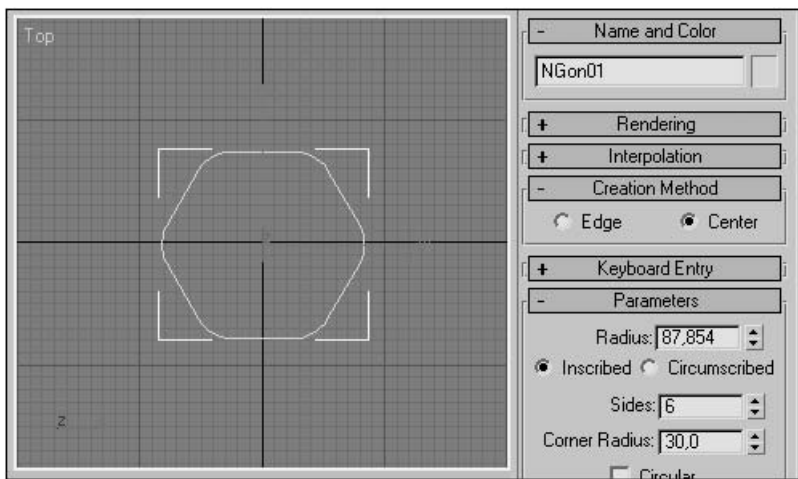 Top
z
- Name and Color
NGon01
+ Rendering
+ Interpolation
- Creation Method
Edge Center
+ Keyboard Entry
- Parameters
Radius: 87,854
Inscribed Circumscribed
Sides: 6
Corner Radius: 30,0
Circular